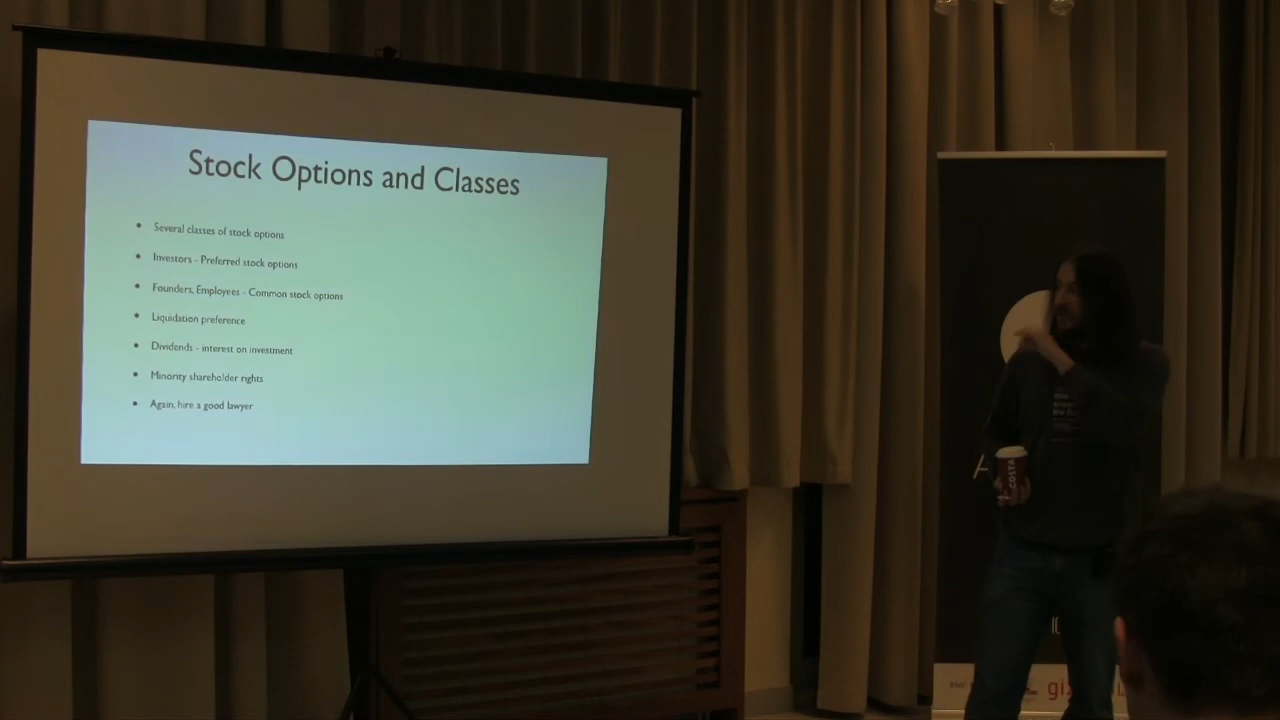 Stock Options and Classes
Several classes of stock options
Investors - Preferred stock options
Founders, Employees - Common stock options
Liquidation preference
Dividends - interest on investment
Minority shareholder rights
Again, hire a good lawyer
COSTA